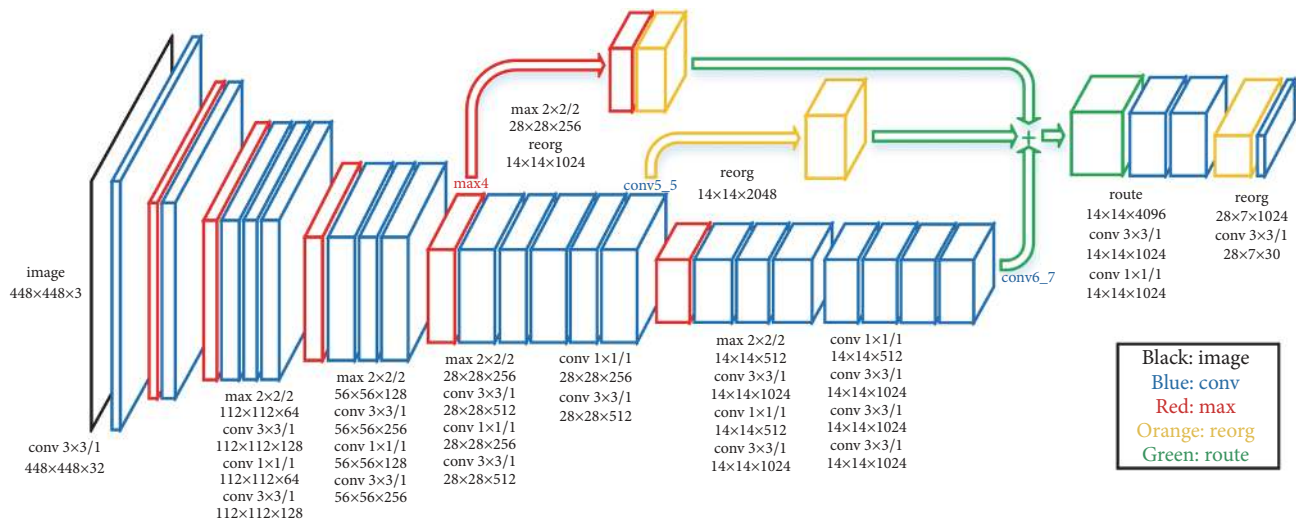 image
448×448×3
conv 3×3/1
448×448×32
max 2×2/2
112×112×64
conv 3×3/1
112×112×128
conv 1×1/1
112×112×64
conv 3×3/1
112×112×128
max 2×2/2
56×56×128
conv 3×3/1
56×56×256
conv 1×1/1
56×56×128
conv 3×3/1
56×56×256
max4
max 2×2/2
28×28×256
reorg
14×14×1024
max 2×2/2
28×28×256
conv 3×3/1
28×28×512
conv 1×1/1
28×28×256
conv 3×3/1
28×28×512
conv 1×1/1
28×28×256
conv 3×3/1
28×28×512
conv5_5
reorg
14×14×2048
max 2×2/2
14×14×512
conv 3×3/1
14×14×1024
conv 1×1/1
14×14×512
conv 3×3/1
14×14×1024
conv 1×1/1
14×14×512
conv 3×3/1
14×14×1024
conv 3×3/1
14×14×1024
conv 3×3/1
14×14×1024
conv6_7
+
route
14×14×4096
conv 3×3/1
14×14×1024
conv 1×1/1
14×14×1024
reorg
28×7×1024
conv 3×3/1
28×7×30
Black: image
Blue: conv
Red: max
Orange: reorg
Green: route